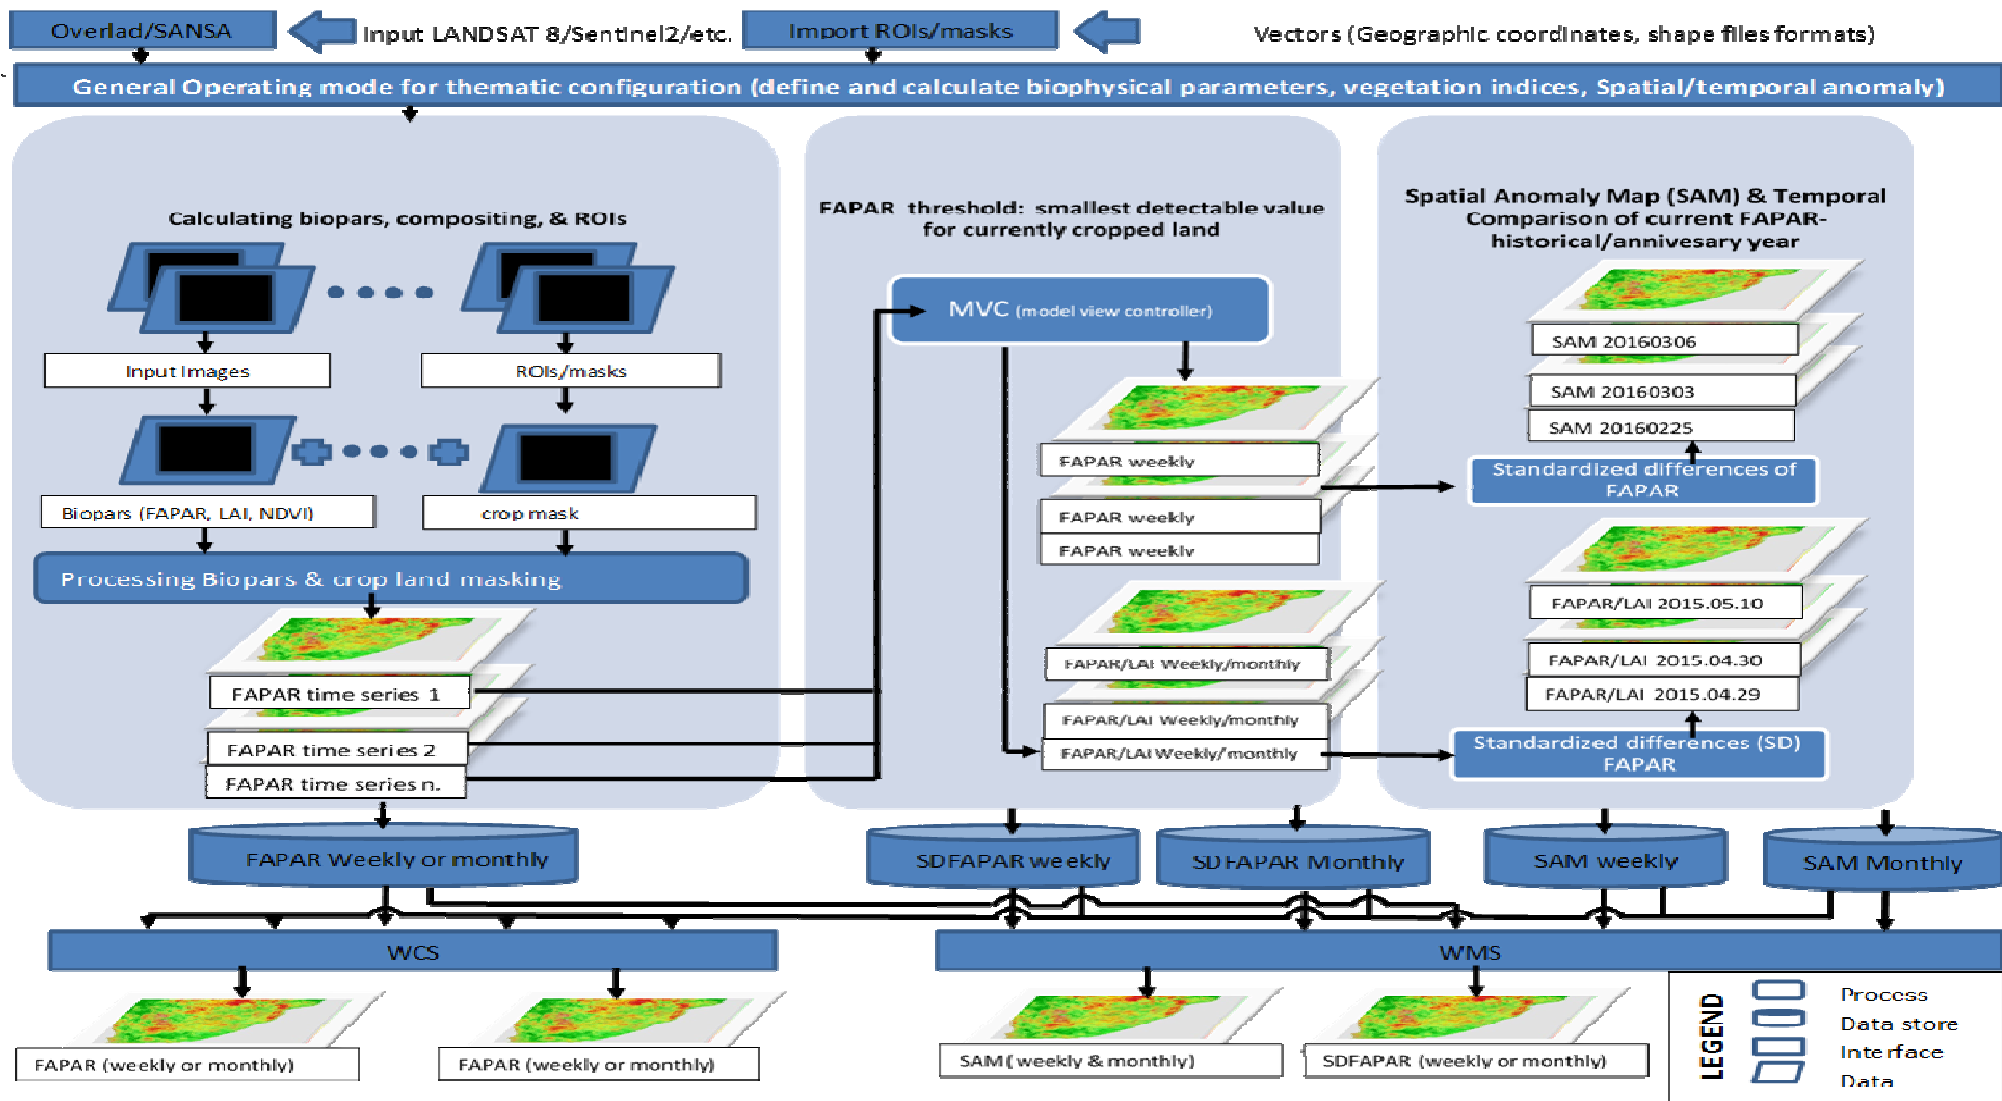 Overlad/SANSA
Input LANDSAT 8/Sentinel2/etc.
Import ROIs/masks
Vectors (Geographic coordinates, shape files formats)
General Operating mode for thematic configuration (define and calculate biophysical parameters, vegetation indices, Spatial/temporal anomaly)
Calculating biopars, compositing, & ROIs
Input Images
ROIs/masks
Biopars (FAPAR, LAI, NDVI)
crop mask
Processing Biopars & crop land masking
FAPAR time series 1
FAPAR time series 2
FAPAR time series n.
FAPAR threshold: smallest detectable value
for currently cropped land
MVC (model view controller)
FAPAR weekly
FAPAR weekly
FAPAR weekly
FAPAR/LAI Weekly/monthly
FAPAR/LAI Weekly/monthly
FAPAR/LAI Weekly/monthly
Spatial Anomaly Map (SAM) & Temporal
Comparison of current FAPAR-
historical/annivesary year
SAM 20160306
SAM 20160303
SAM 20160225
Standardized differences of
FAPAR
FAPAR/LAI 2015.05.10
FAPAR/LAI 2015.04.30
FAPAR/LAI 2015.04.29
Standardized differences (SD)
FAPAR
FAPAR Weekly or monthly
SDFAPAR weekly
SDFAPAR Monthly
SAM weekly
SAM Monthly
WCS
WMS
FAPAR (weekly or monthly)
FAPAR (weekly or monthly)
SAM( weekly & monthly)
SDFAPAR (weekly or monthly)
LEGEND
Process
Data store
Interface
Data